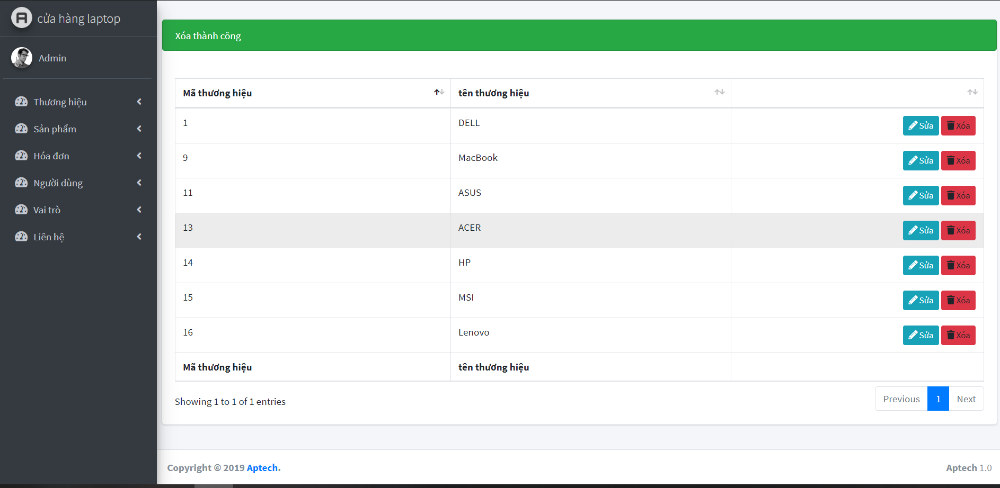 cửa hàng laptop
Admin
Thương hiệu
Sản phẩm
Hóa đơn
Người dùng
Vai trò
Liên hệ
Xóa thành công
Mã thương hiệu tên thương hiệu
1 DELL Sửa Xóa
9 MacBook Sửa Xóa
11 ASUS Sửa Xóa
13 ACER Sửa Xóa
14 HP Sửa Xóa
15 MSI Sửa Xóa
16 Lenovo Sửa Xóa
Mã thương hiệu tên thương hiệu
Showing 1 to 1 of 1 entries Previous 1 Next
Copyright © 2019 Aptech. Aptech 1.0